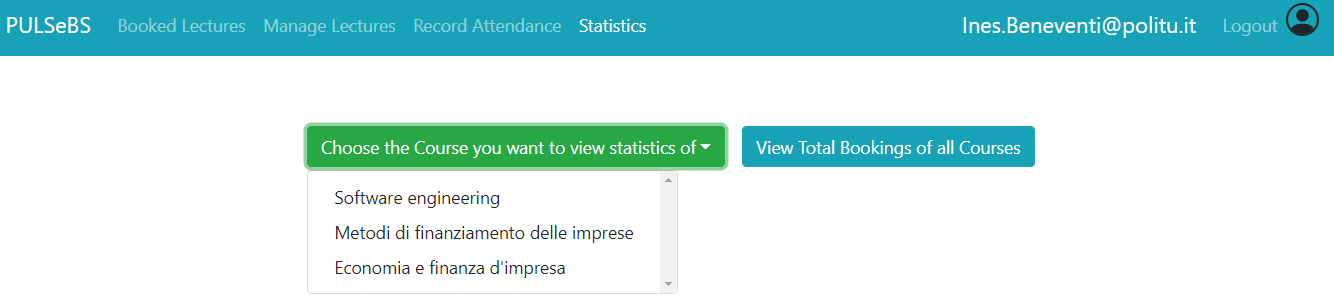 PULSeBS Booked Lectures Manage Lectures Record Attendance Statistics Ines.Beneventi@politu.it Logout
Choose the Course you want to view statistics of View Total Bookings of all Courses
Software engineering
Metodi di finanziamento delle imprese
Economia e finanza d'impresa